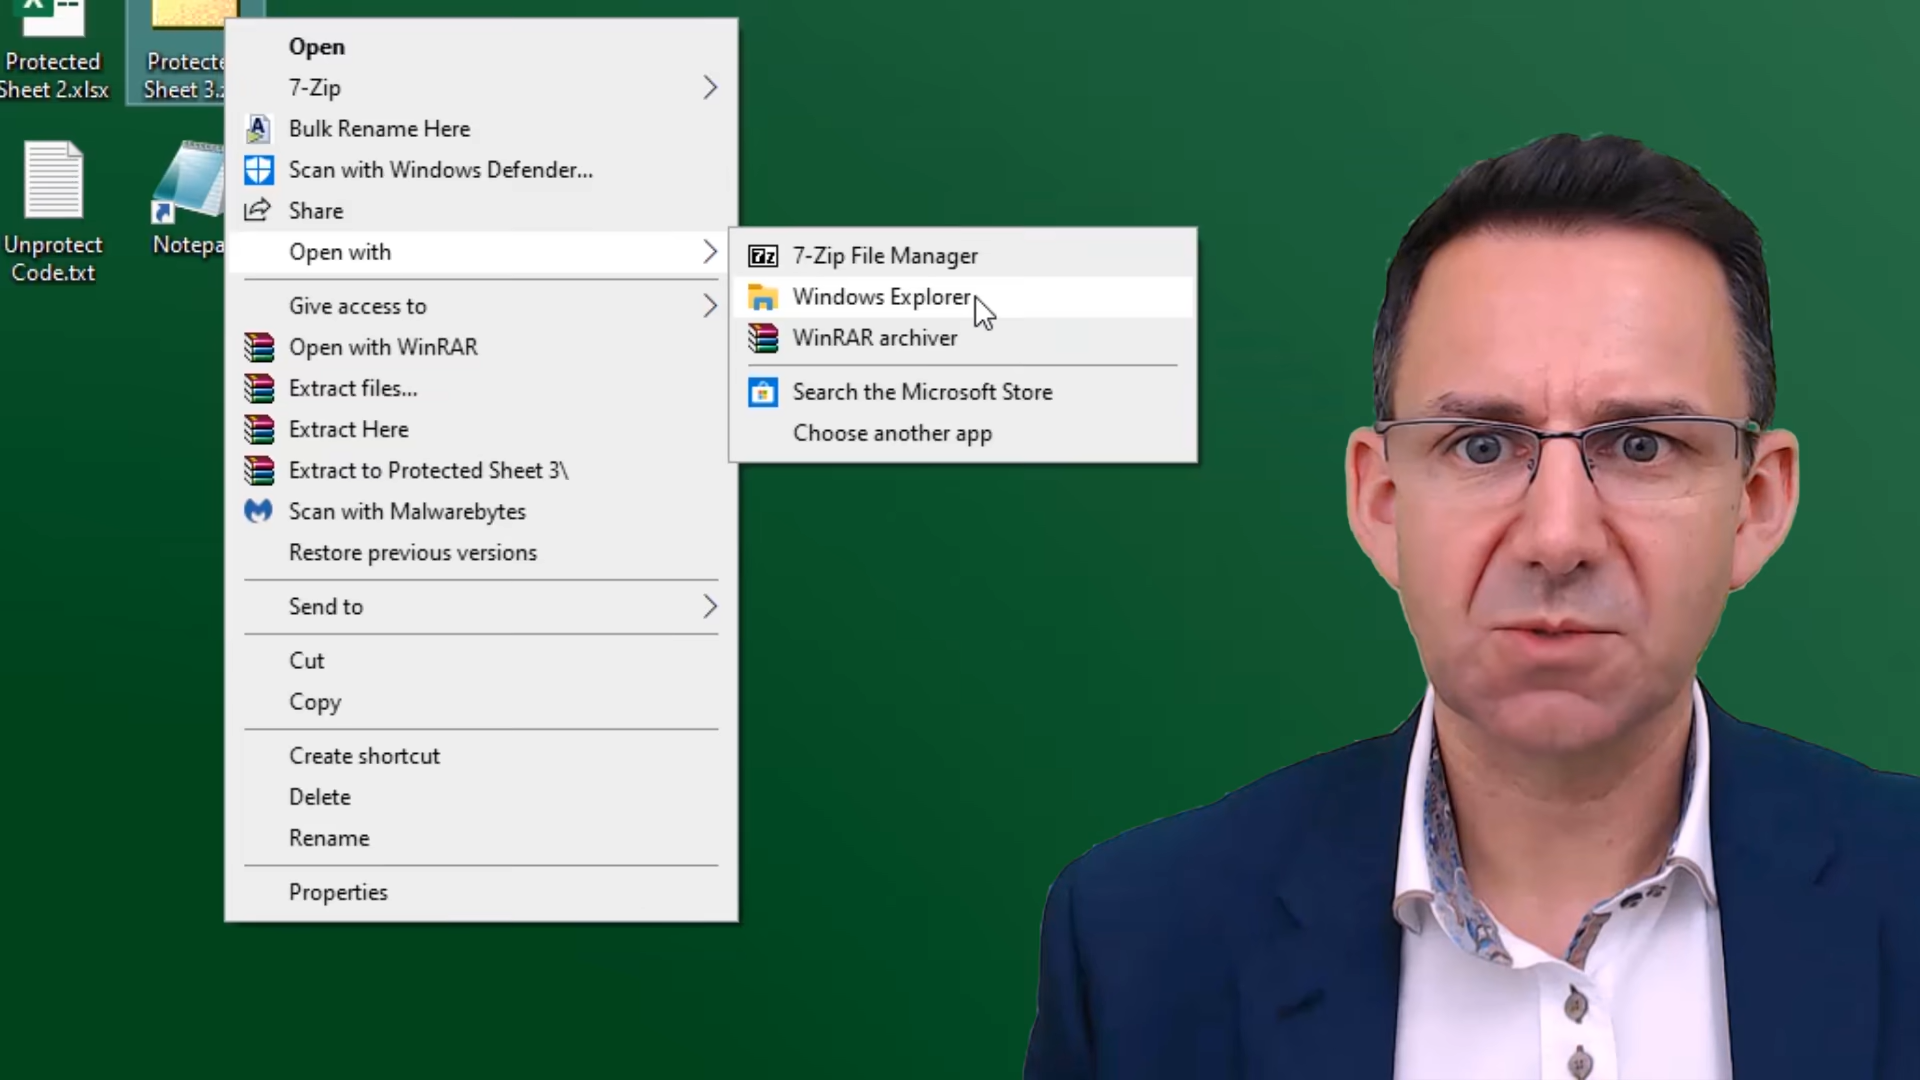 Protected
Sheet 2.xlsx
Protecte
Sheet 3.z
Unprotect
Code.txt
Notepa
Open
7-Zip
Bulk Rename Here
Scan with Windows Defender...
Share
Open with
Give access to
Open with WinRAR
Extract files...
Extract Here
Extract to Protected Sheet 3\
Scan with Malwarebytes
Restore previous versions
Send to
Cut
Copy
Create shortcut
Delete
Rename
Properties
7z
7-Zip File Manager
Windows Explorer
WinRAR archiver
Search the Microsoft Store
Choose another app